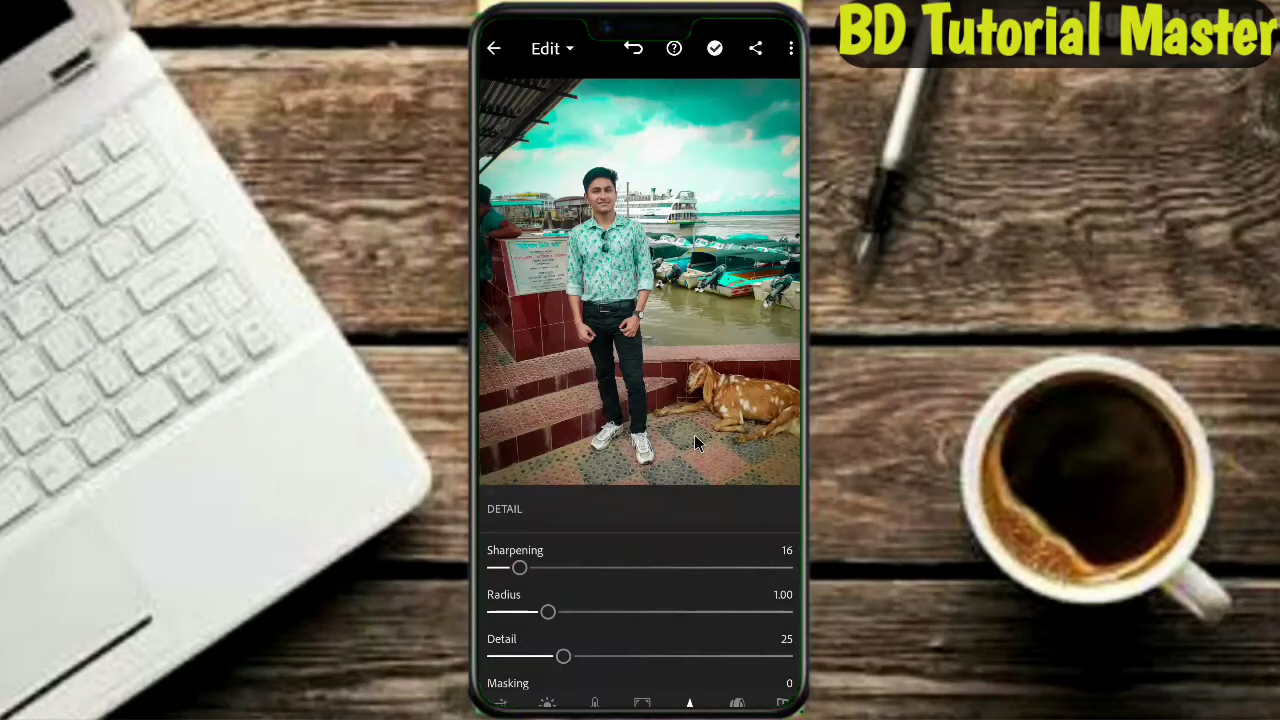 BD Tutorial Master
Edit
DETAIL
Sharpening 16
Radius 1.00
Detail 25
Masking 0